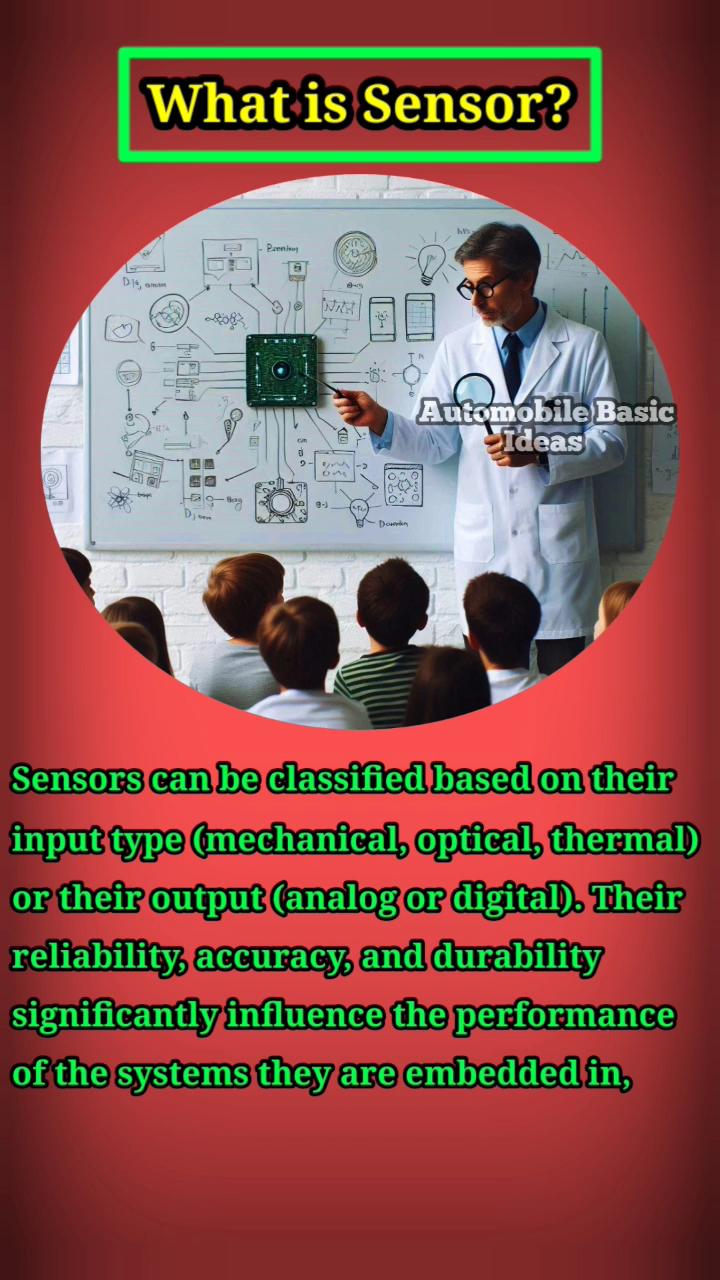 What is Sensor?
Automobile Basic
Ideas
Sensors can be classified based on their
input type (mechanical, optical, thermal)
or their output (analog or digital). Their
reliability, accuracy, and durability
significantly influence the performance
of the systems they are embedded in,